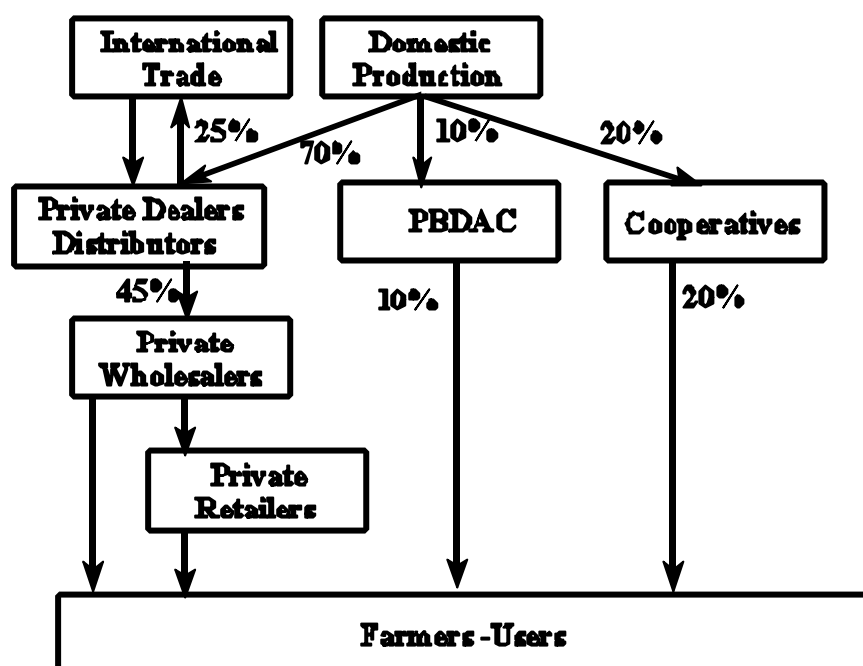 International
Trade
Domestic
Production
25%
70%
10%
20%
Private Dealers
Distributors
PBDAC
Cooperatives
45%
10%
20%
Private
Wholesalers
Private
Retailers
Farmers -Users